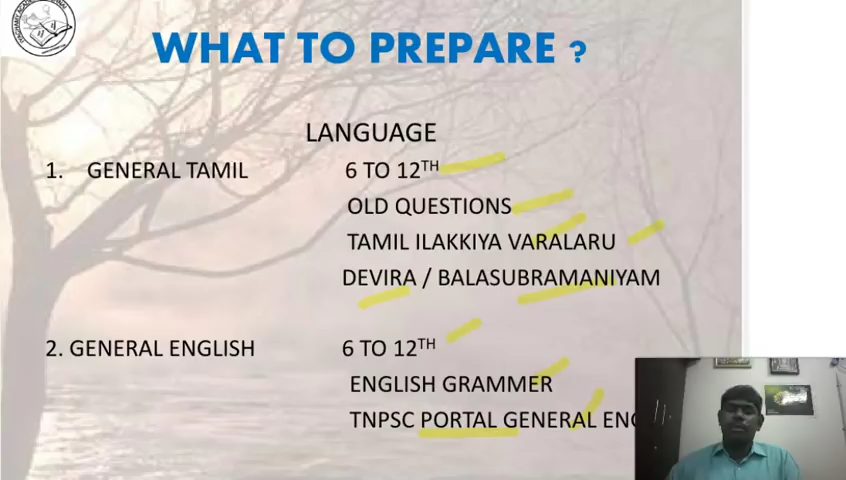 WHAT TO PREPARE ?
LANGUAGE
1. GENERAL TAMIL 6 TO 12TH
OLD QUESTIONS
TAMIL ILAKKIYA VARALARU
DEVIRA / BALASUBRAMANIYAM
2. GENERAL ENGLISH 6 TO 12TH
ENGLISH GRAMMER
TNPSC PORTAL GENERAL